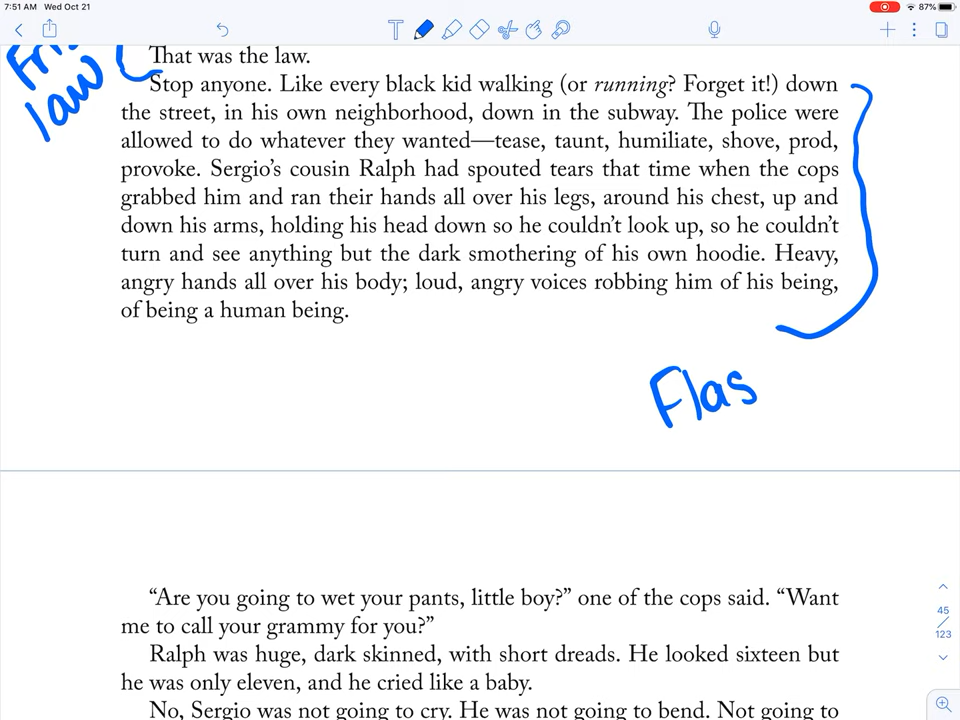 7:51 AM Wed Oct 21
87%
That was the law.
law
Stop anyone. Like every black kid walking (or running? Forget it!) down
the street, in his own neighborhood, down in the subway. The police were
allowed to do whatever they wanted—tease, taunt, humiliate, shove, prod,
provoke. Sergio’s cousin Ralph had spouted tears that time when the cops
grabbed him and ran their hands all over his legs, around his chest, up and
down his arms, holding his head down so he couldn’t look up, so he couldn’t
turn and see anything but the dark smothering of his own hoodie. Heavy,
angry hands all over his body; loud, angry voices robbing him of his being,
of being a human being.
Flas
“Are you going to wet your pants, little boy?” one of the cops said. “Want
me to call your grammy for you?”
Ralph was huge, dark skinned, with short dreads. He looked sixteen but
he was only eleven, and he cried like a baby.
No, Sergio was not going to cry. He was not going to bend. Not going to
45
/
123